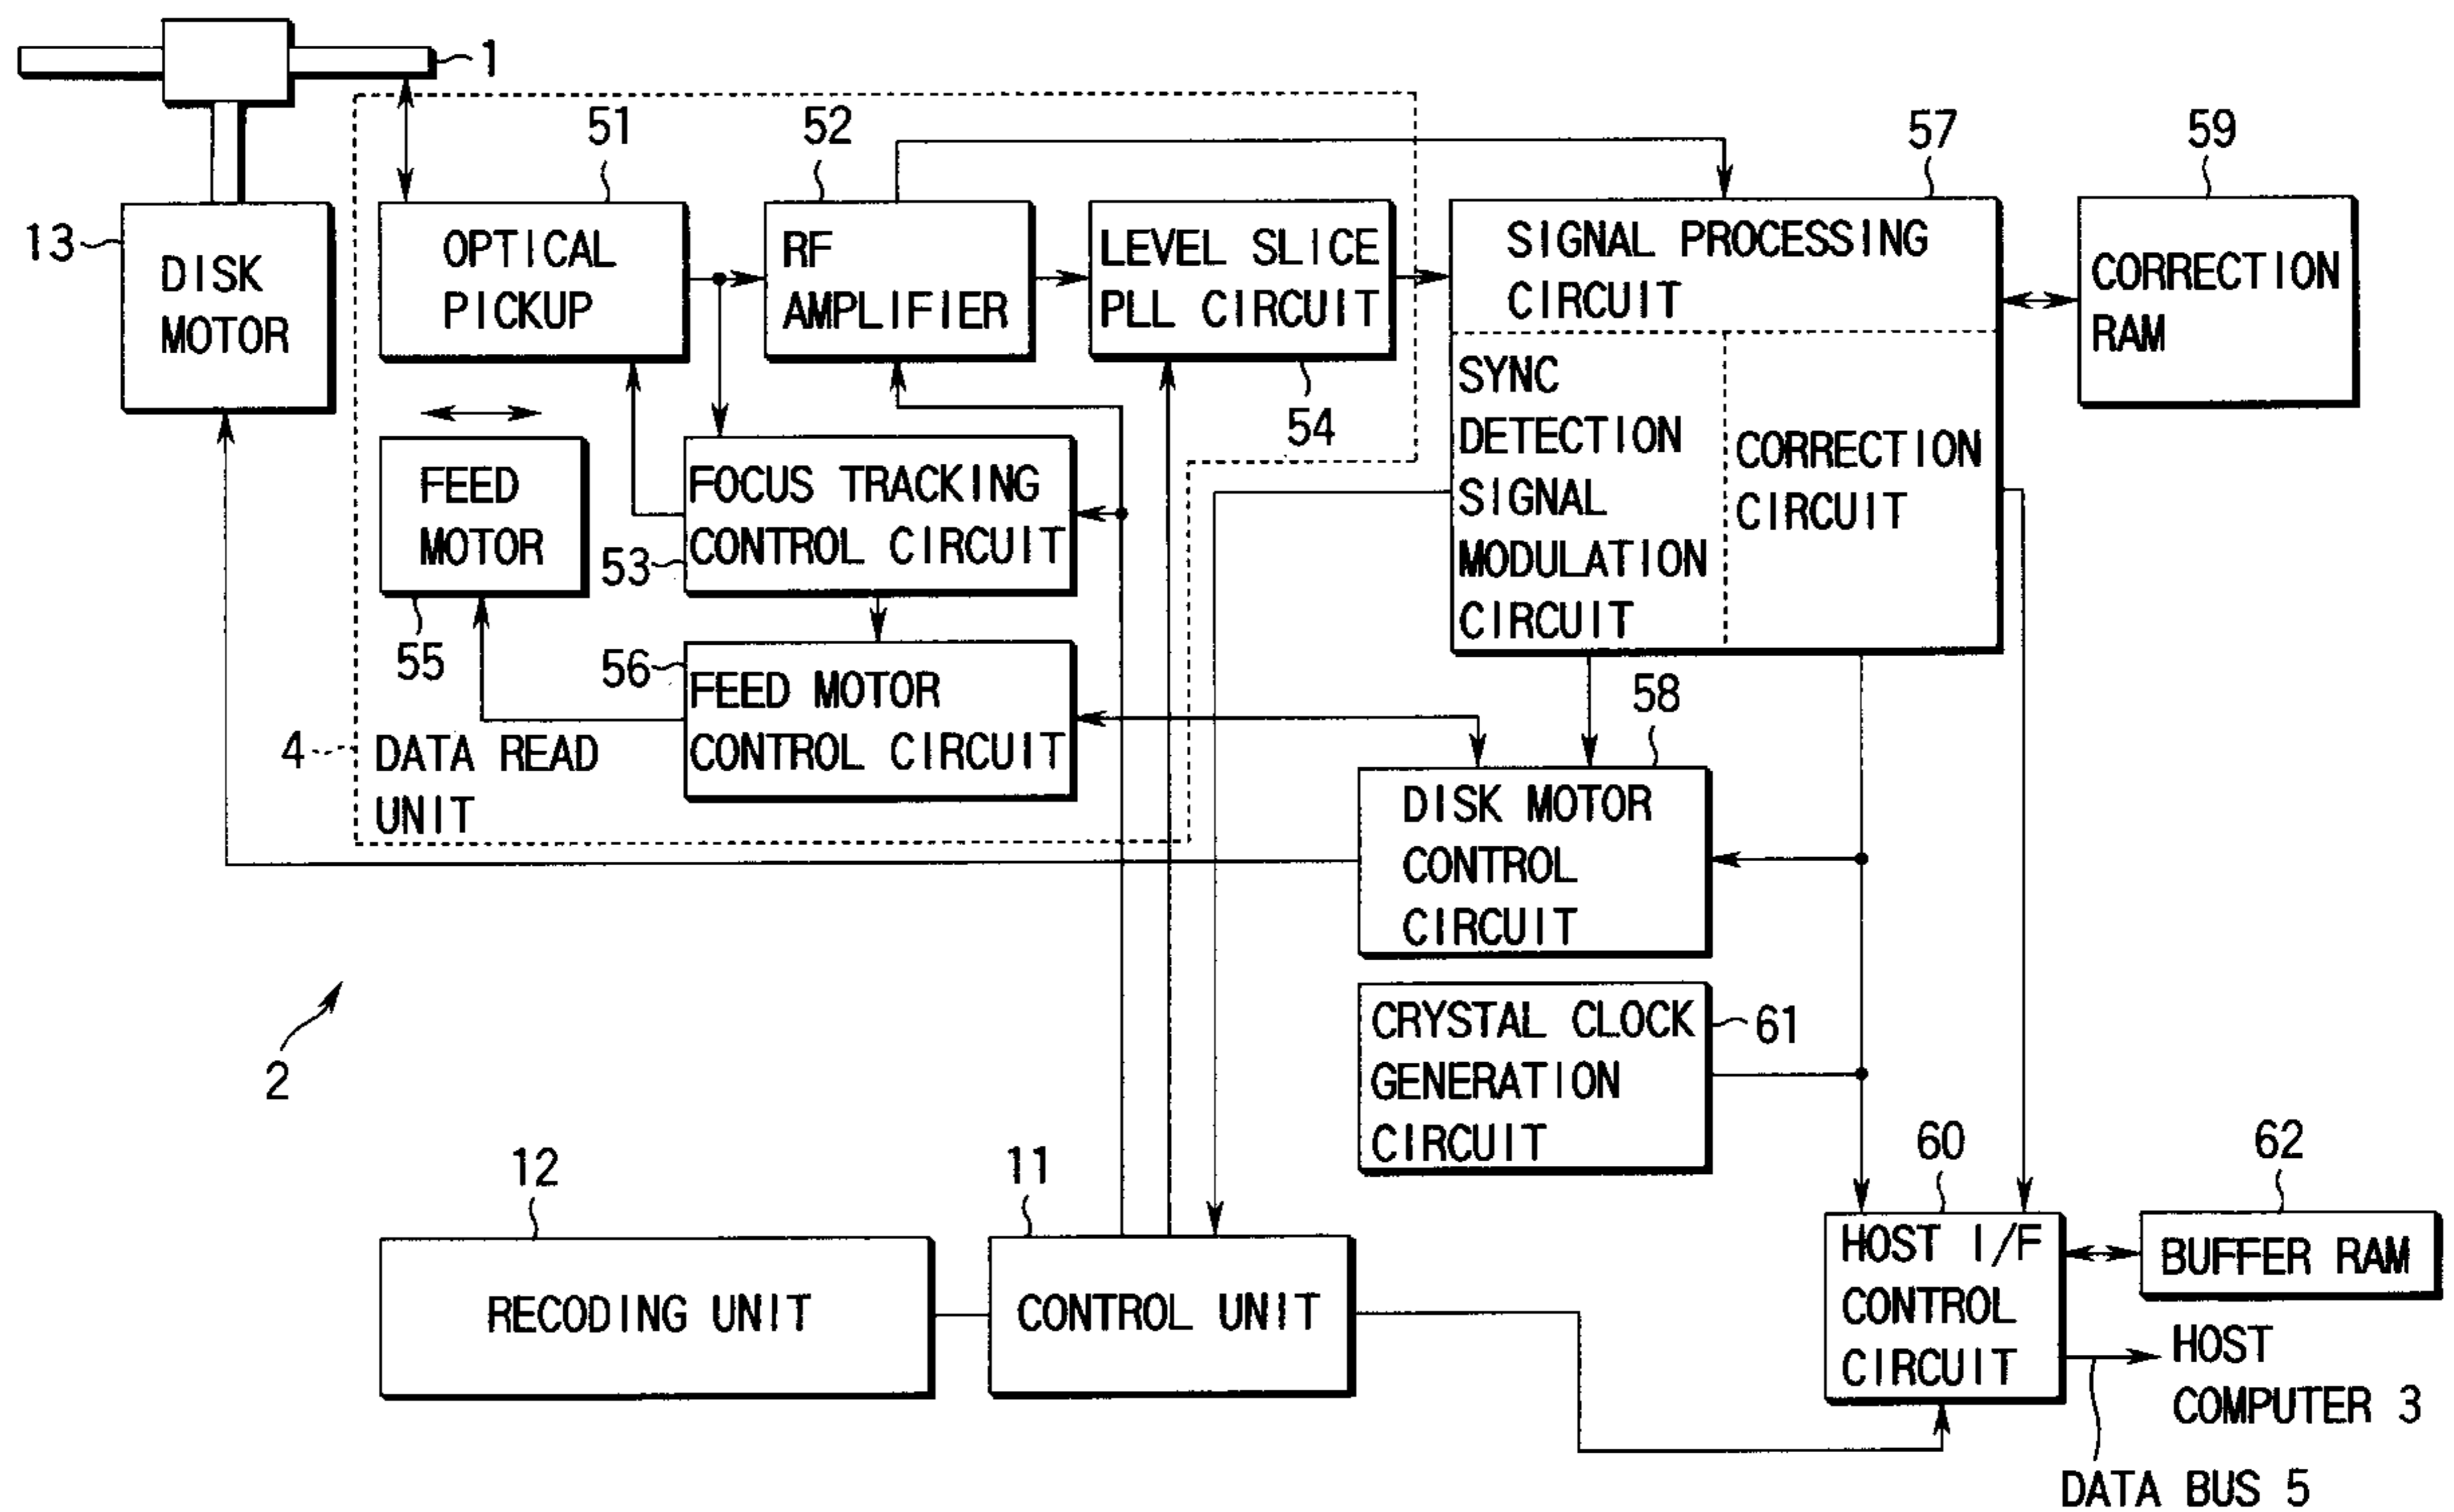 1
51
52
57
59
13
DISK
MOTOR
OPTICAL
PICKUP
RF
AMPLIFIER
LEVEL SLICE
PLL CIRCUIT
54
SIGNAL PROCESSING
CIRCUIT
SYNC
DETECTION
SIGNAL
MODULATION
CIRCUIT
CORRECTION
CIRCUIT
CORRECTION
RAM
FEED
MOTOR
55
FOCUS TRACKING
CONTROL CIRCUIT
53
56
FEED MOTOR
CONTROL CIRCUIT
4
DATA READ
UNIT
58
DISK MOTOR
CONTROL
CIRCUIT
2
CRYSTAL CLOCK
GENERATION
CIRCUIT
61
12
RECODING UNIT
11
CONTROL UNIT
60
HOST I/F
CONTROL
CIRCUIT
62
BUFFER RAM
HOST
COMPUTER 3
DATA BUS 5